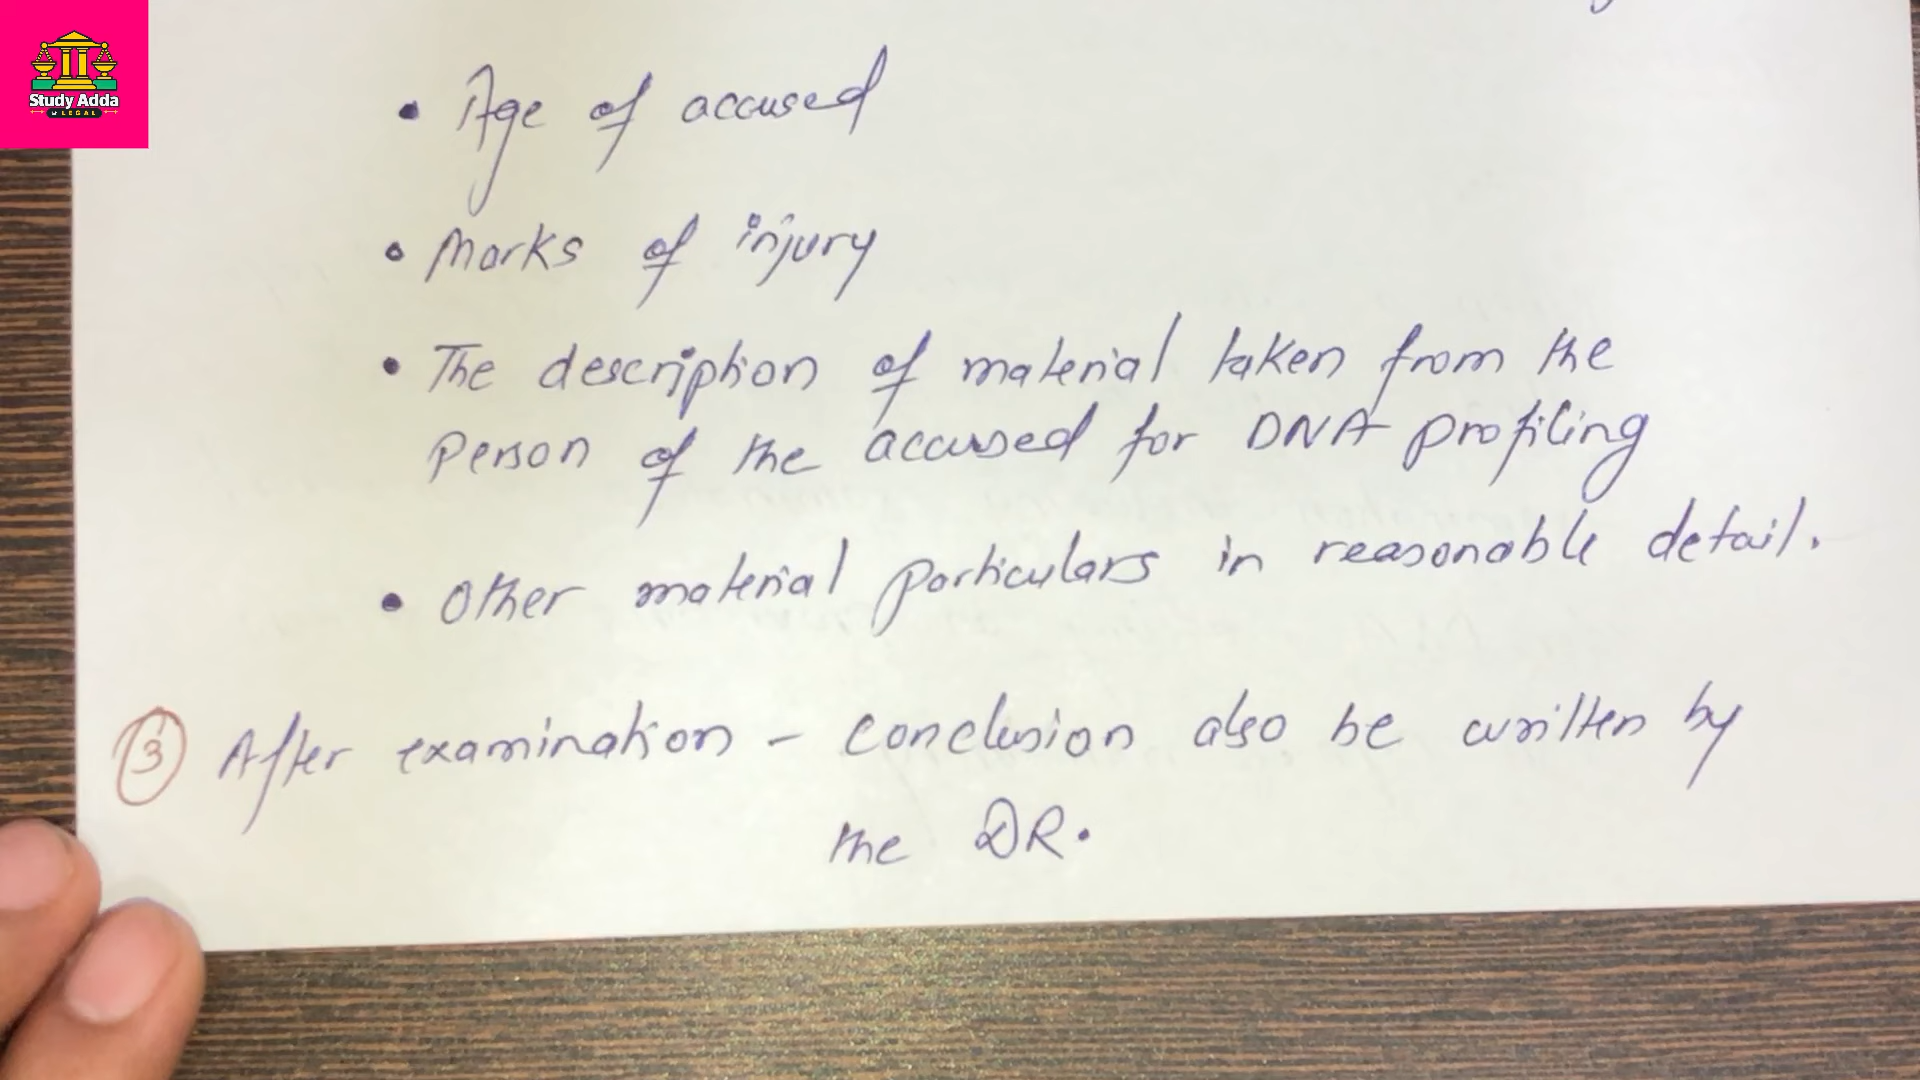 Study Adda
LEGAL
• Age of accused
• Marks of injury
• The description of material taken from the
person of the accused for DNA profiling
• Other material particulars in reasonable detail.
③ After examination - conclusion also be written by
the DR.